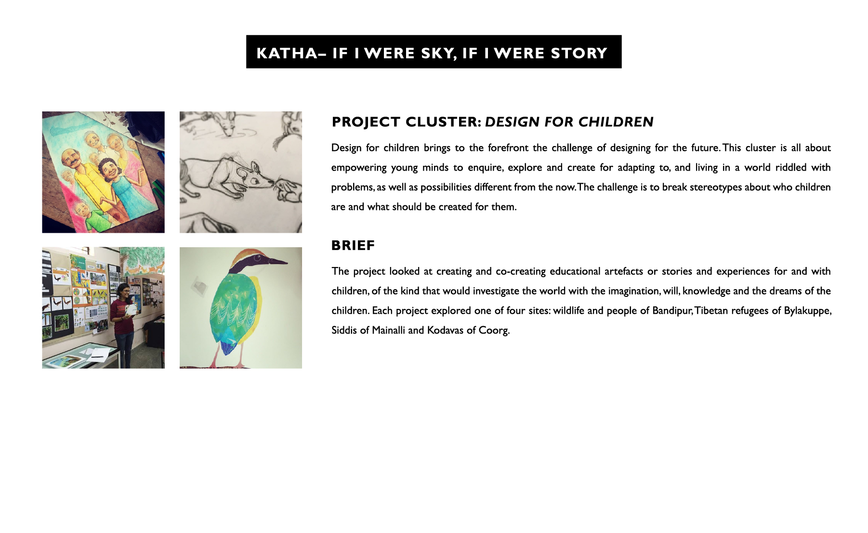 KATHA– IF I WERE SKY, IF I WERE STORY
PROJECT CLUSTER: DESIGN FOR CHILDREN
Design for children brings to the forefront the challenge of designing for the future. This cluster is all about
empowering young minds to enquire, explore and create for adapting to, and living in a world riddled with
problems, as well as possibilities different from the now. The challenge is to break stereotypes about who children
are and what should be created for them.
BRIEF
The project looked at creating and co-creating educational artefacts or stories and experiences for and with
children, of the kind that would investigate the world with the imagination, will, knowledge and the dreams of the
children. Each project explored one of four sites: wildlife and people of Bandipur, Tibetan refugees of Bylakuppe,
Siddis of Mainalli and Kodavas of Coorg.